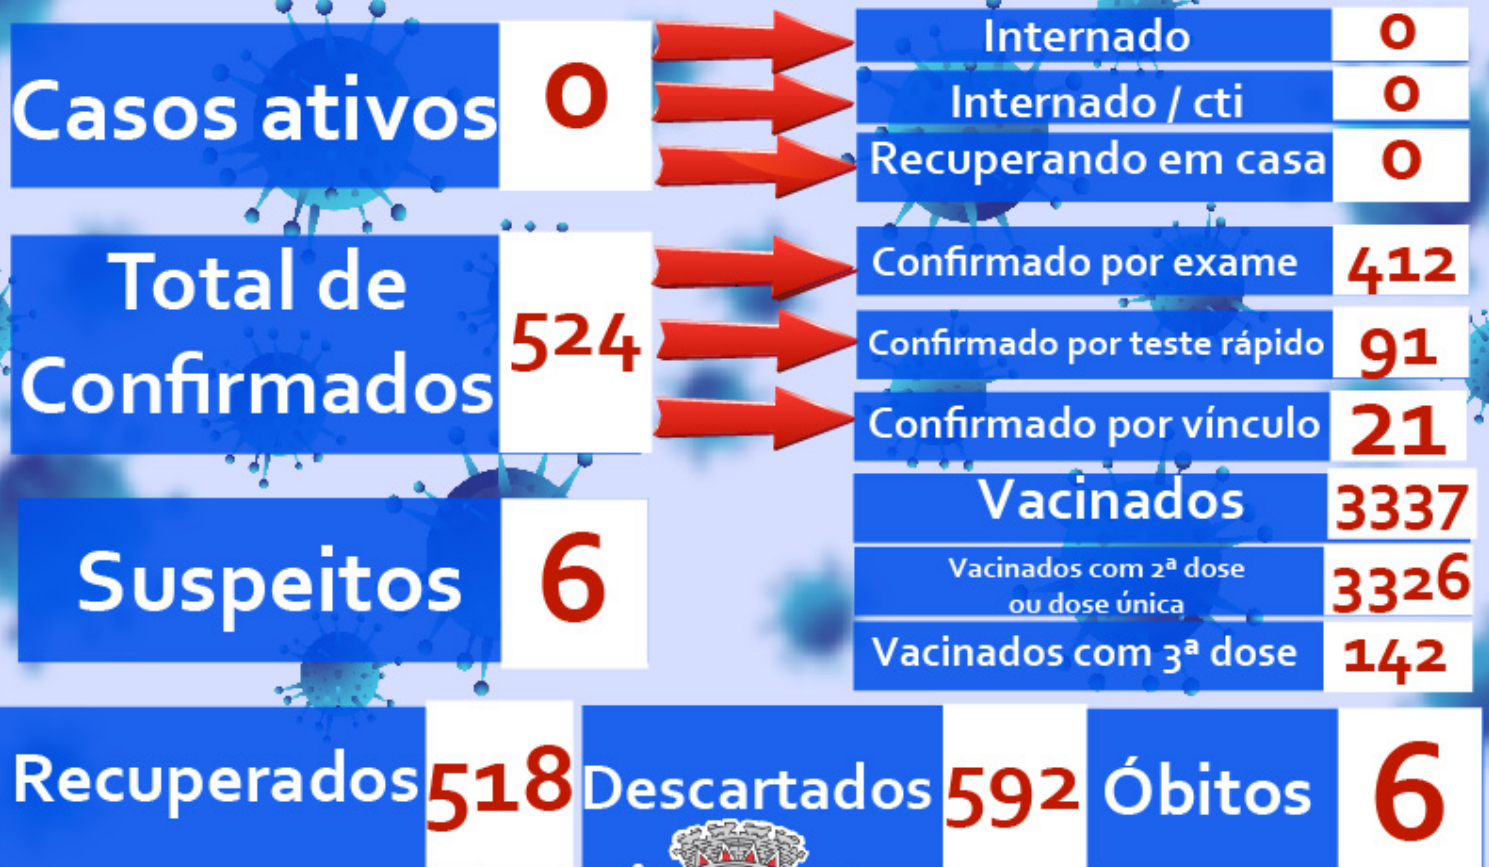 Casos ativos 0
Internado 0
Internado / cti 0
Recuperando em casa 0
Total de
Confirmados 524
Confirmado por exame 412
Confirmado por teste rápido 91
Confirmado por vínculo 21
Suspeitos 6
Vacinados 3337
Vacinados com 2ª dose
ou dose única 3326
Vacinados com 3ª dose 142
Recuperados 518
Descartados 592
Óbitos 6